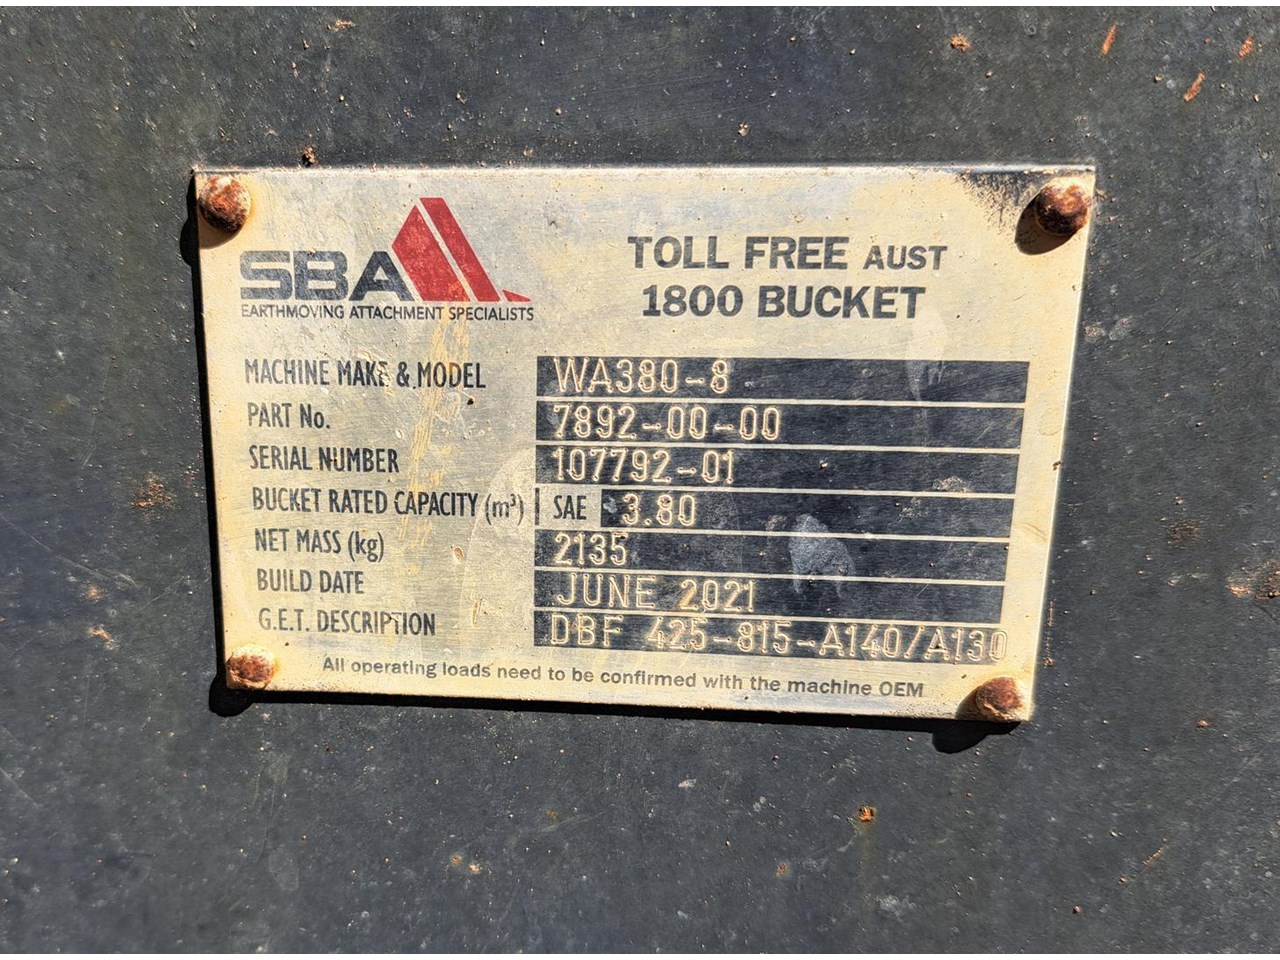 SBA
EARTHMOVING ATTACHMENT SPECIALISTS
TOLL FREE AUST
1800 BUCKET
MACHINE MAKE & MODEL WA380-8
PART No. 7892-00-00
SERIAL NUMBER 107792-01
BUCKET RATED CAPACITY (m³) SAE 3.80
NET MASS (kg) 2135
BUILD DATE JUNE 2021
G.E.T. DESCRIPTION DBF 425-815-A140/A130
All operating loads need to be confirmed with the machine OEM